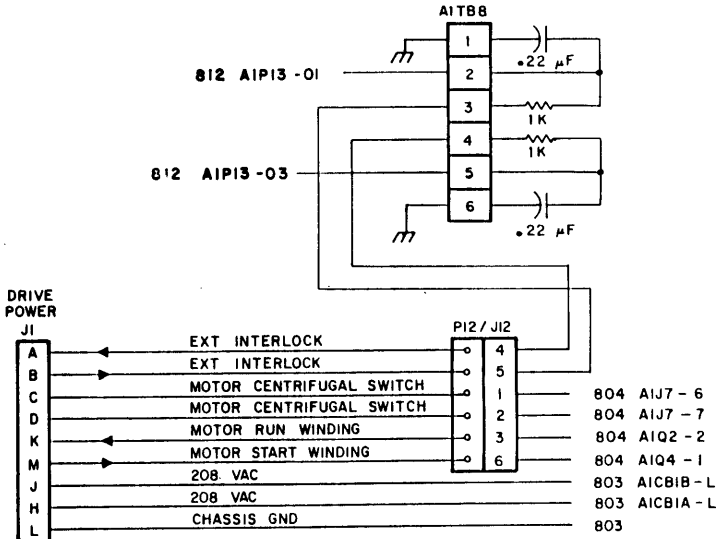 A1TB8
1
.22 µF
812 A1P13-01
2
3
1K
4
1K
812 A1P13-03
5
6
.22 µF
DRIVE
POWER
J1
P12/J12
A EXT INTERLOCK 4
B EXT INTERLOCK 5
C MOTOR CENTRIFUGAL SWITCH 1 804 A1J7-6
D MOTOR CENTRIFUGAL SWITCH 2 804 A1J7-7
K MOTOR RUN WINDING 3 804 A1Q2-2
M MOTOR START WINDING 6 804 A1Q4-1
J 208 VAC 803 A1CB1B-L
H 208 VAC 803 A1CB1A-L
L CHASSIS GND 803